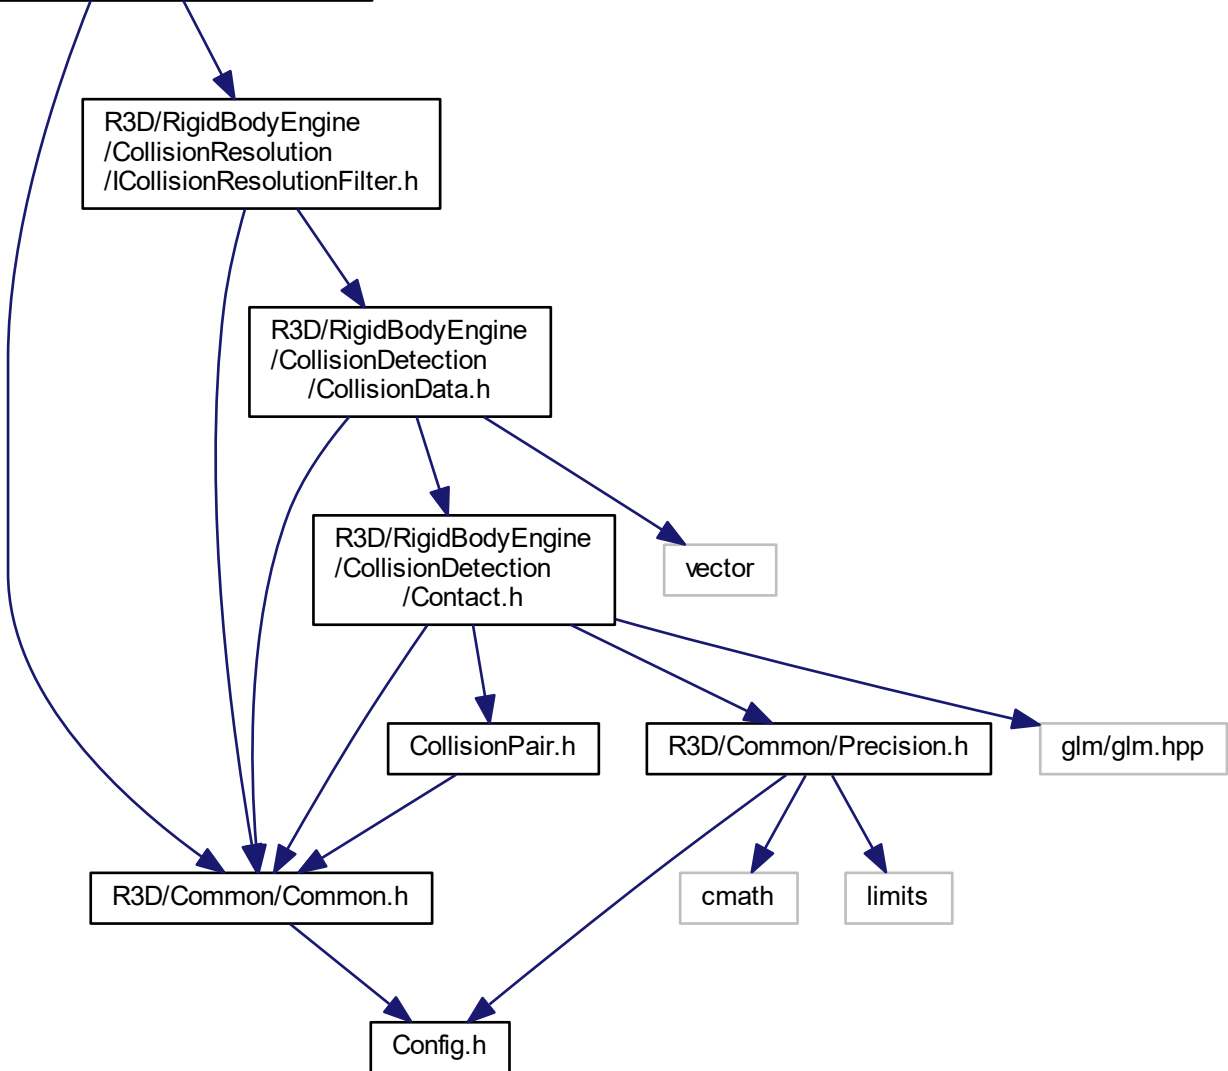 R3D/RigidBodyEngine
/CollisionResolution
/ICollisionResolutionFilter.h
R3D/RigidBodyEngine
/CollisionDetection
/CollisionData.h
R3D/RigidBodyEngine
/CollisionDetection
/Contact.h
vector
CollisionPair.h
R3D/Common/Precision.h
glm/glm.hpp
R3D/Common/Common.h
cmath
limits
Config.h